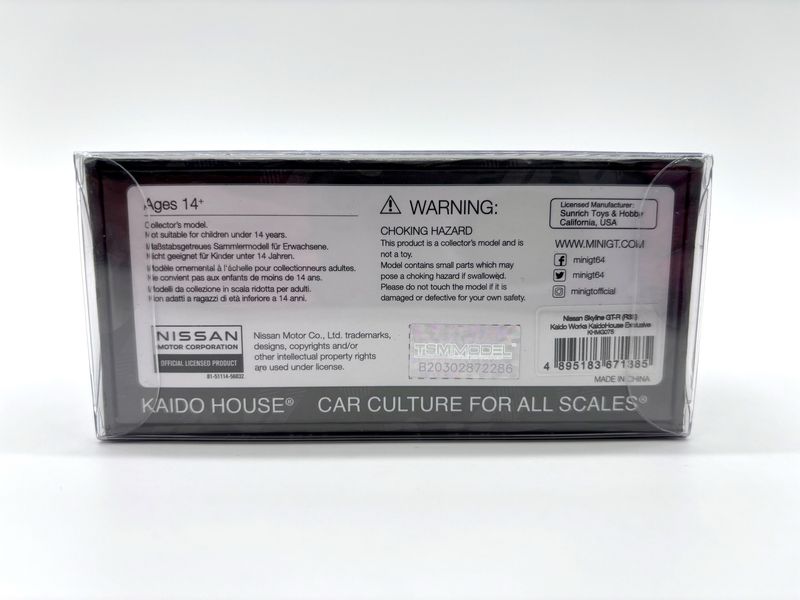 Ages 14+
Collector's model.
Not suitable for children under 14 years.
Maßstabsgetreues Sammlermodell für Erwachsene.
Nicht geeignet für Kinder unter 14 Jahren.
Modèle ornemental à l'échelle pour collectionneurs adultes.
Ne convient pas aux enfants de moins de 14 ans.
Modelli da collezione in scala ridotta per adulti.
Non adatti a ragazzi di età inferiore a 14 anni.
WARNING:
CHOKING HAZARD
This product is a collector's model and is
not a toy.
Model contains small parts which may
pose a choking hazard if swallowed.
Please do not touch the model if it is
damaged or defective for your own safety.
Licensed Manufacturer:
Sunrich Toys & Hobby
California, USA
WWW.MINIGT.COM
minigt64
minigt64
minigtofficial
NISSAN
MOTOR CORPORATION
OFFICIAL LICENSED PRODUCT
81-51114-56832
Nissan Motor Co., Ltd. trademarks,
designs, copyrights and/or
other intellectual property rights
are used under license.
TSMMODEL
B20302872286
Nissan Skyline GT-R
Kaido Works KaidoHouse Exclusive
KHMG075
4 895183 671385
MADE IN CHINA
KAIDO HOUSE® CAR CULTURE FOR ALL SCALES®